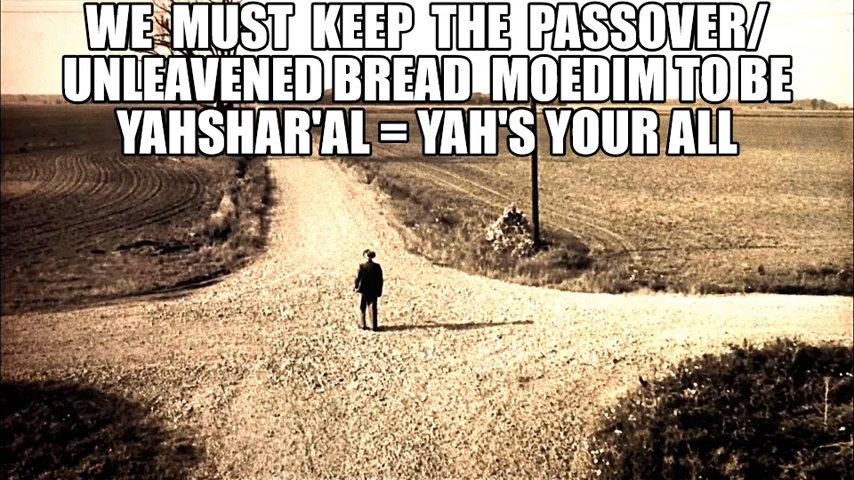 WE MUST KEEP THE PASSOVER/
UNLEAVENED BREAD MOEDIM TO BE
YAHSHAR'AL = YAH'S YOUR ALL